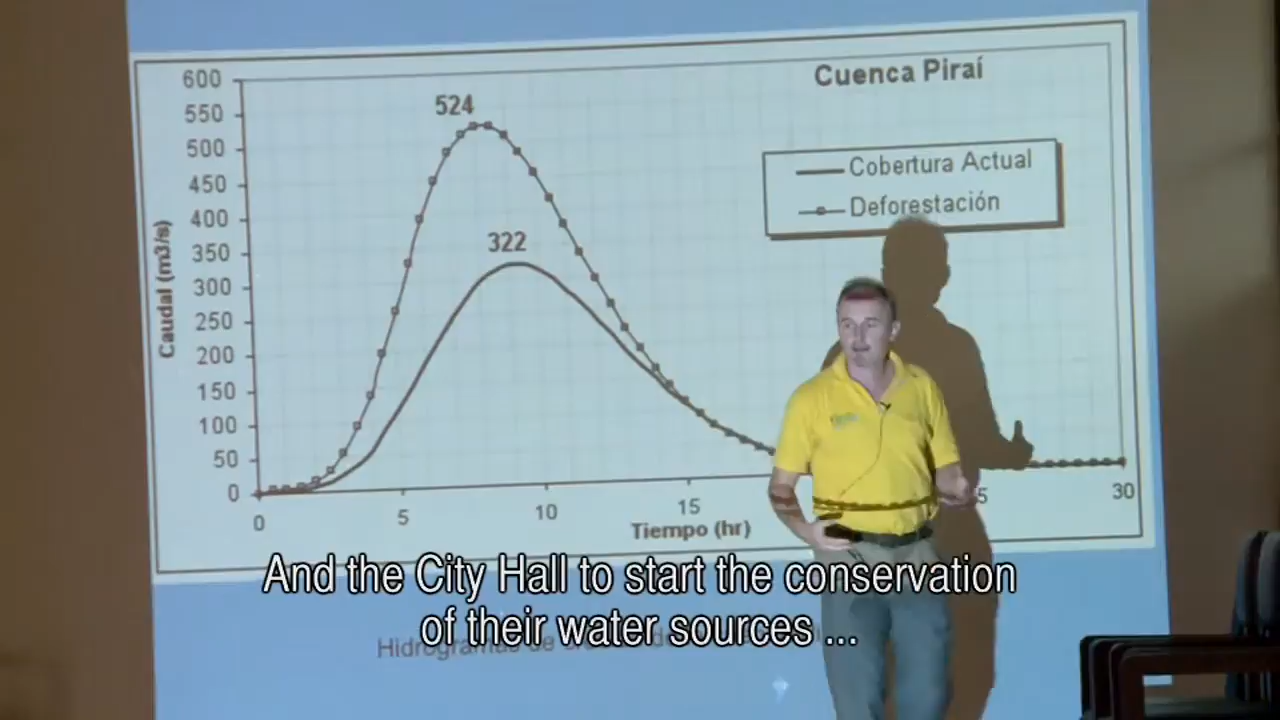 Cuenca Piraí
600
550
500
450
400
350
300
250
200
150
100
50
0
Caudal (m3/s)
524
322
Cobertura Actual
Deforestación
0
5
10
15
30
Tiempo (hr)
And the City Hall to start the conservation
of their water sources ...
Hidrogramas de